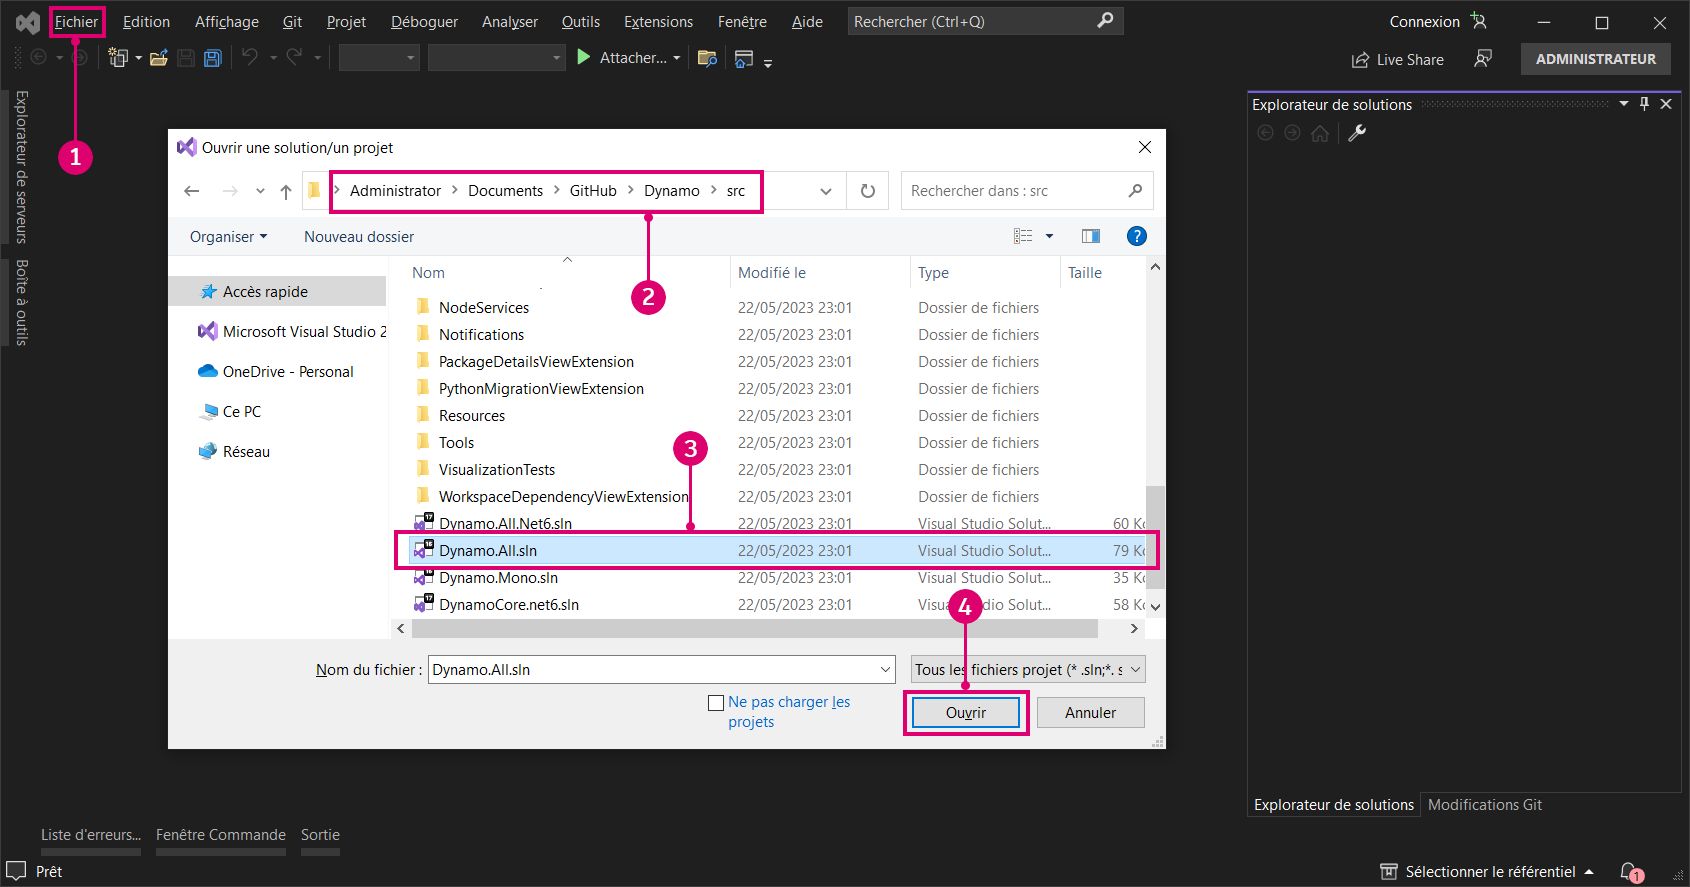 Fichier Edition Affichage Git Projet Déboguer Analyser Outils Extensions Fenêtre Aide Rechercher (Ctrl+Q) Connexion
Attacher... Live Share ADMINISTRATEUR
Explorateur de serveurs
Boîte à outils
1
Explorateur de solutions
Ouvrir une solution/un projet
Administrator Documents GitHub Dynamo src Rechercher dans : src
Organiser Nouveau dossier
2
Nom Modifié le Type Taille
Accès rapide
Microsoft Visual Studio 2
OneDrive - Personal
Ce PC
Réseau
NodeServices 22/05/2023 23:01 Dossier de fichiers
Notifications 22/05/2023 23:01 Dossier de fichiers
PackageDetailsViewExtension 22/05/2023 23:01 Dossier de fichiers
PythonMigrationViewExtension 22/05/2023 23:01 Dossier de fichiers
Resources 22/05/2023 23:01 Dossier de fichiers
Tools 22/05/2023 23:01 Dossier de fichiers
3
VisualizationTests 22/05/2023 23:01 Dossier de fichiers
WorkspaceDependencyViewExtension 22/05/2023 23:01 Dossier de fichiers
Dynamo.All.Net6.sln 22/05/2023 23:01 Visual Studio Solut... 60 Kc
Dynamo.All.sln 22/05/2023 23:01 Visual Studio Solut... 79 Kc
Dynamo.Mono.sln 22/05/2023 23:01 Visual Studio Solut... 35 Kc
DynamoCore.net6.sln 22/05/2023 23:01 Visual Studio Solut... 58 Kc
4
Nom du fichier : Dynamo.All.sln Tous les fichiers projet (* .sln;*. s
Ne pas charger les
projets
Ouvrir Annuler
Explorateur de solutions Modifications Git
Liste d'erreurs... Fenêtre Commande Sortie
Prêt Sélectionner le référentiel 1